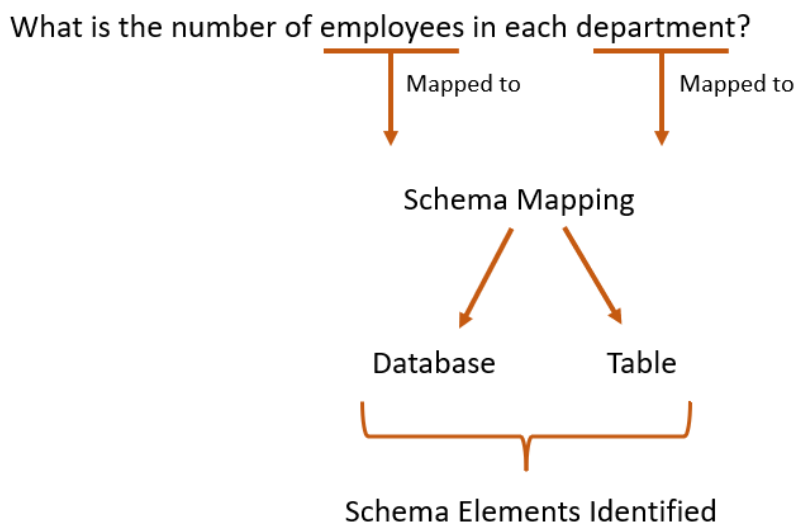 What is the number of employees in each department?
Mapped to Mapped to
Schema Mapping
Database Table
Schema Elements Identified